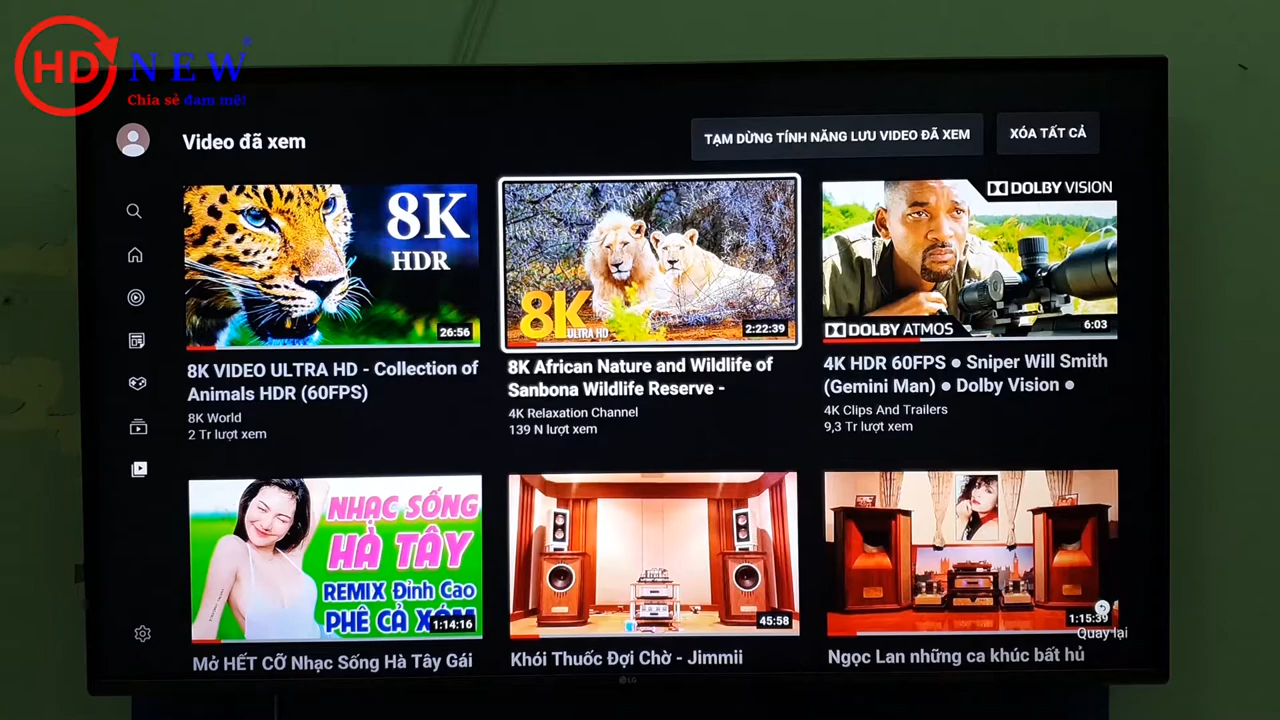 HD NEW
Chia sẻ đam mê!
Video đã xem
TẠM DỪNG TÍNH NĂNG LƯU VIDEO ĐÃ XEM
XÓA TẤT CẢ
8K
HDR
26:56
8K VIDEO ULTRA HD - Collection of
Animals HDR (60FPS)
8K World
2 Tr lượt xem
8K ULTRA HD
2:22:39
8K African Nature and Wildlife of
Sanbona Wildlife Reserve -
4K Relaxation Channel
139 N lượt xem
DOLBY VISION
DOLBY ATMOS
6:03
4K HDR 60FPS ● Sniper Will Smith
(Gemini Man) ● Dolby Vision ●
4K Clips And Trailers
9,3 Tr lượt xem
NHẠC SỐNG
HÀ TÂY
REMIX Đỉnh Cao
PHÊ CẢ XÓM
1:14:16
Mở HẾT CỠ Nhạc Sống Hà Tây Gái
45:58
Khói Thuốc Đợi Chờ - Jimmii
1:15:39
Ngọc Lan những ca khúc bất hủ
Quay lại
LG